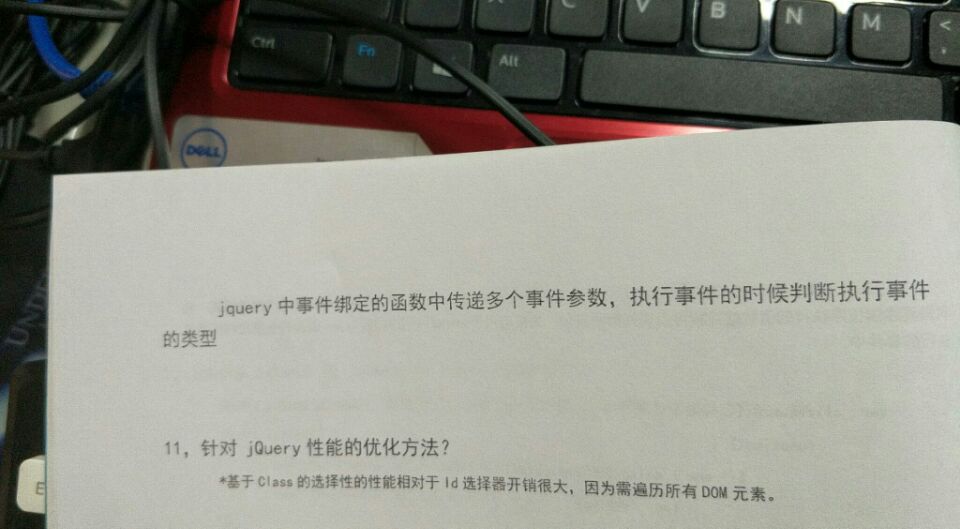 X
C
V
B
N
M
<
,
Ctrl
Fn
Alt
DELL
jquery 中事件绑定的函数中传递多个事件参数，执行事件的时候判断执行事件
的类型
11，针对 jQuery 性能的优化方法？
*基于 Class 的选择性的性能相对于 Id 选择器开销很大，因为需遍历所有 DOM 元素。
E